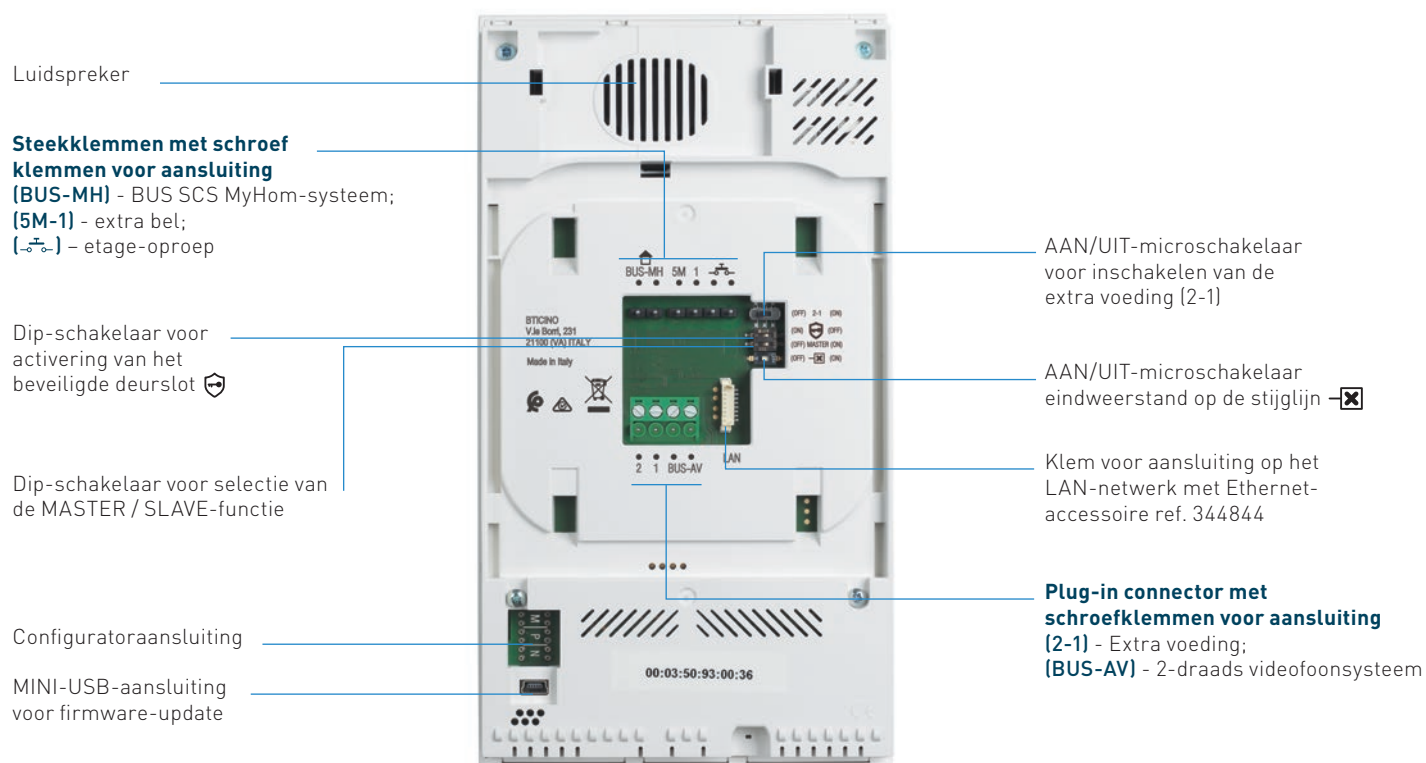 Luidspreker
Steekklemmen met schroef
klemmen voor aansluiting
(BUS-MH) - BUS SCS MyHom-systeem;
(5M-1) - extra bel;
( ) – etage-oproep
Dip-schakelaar voor
activering van het
beveiligde deurslot
Dip-schakelaar voor selectie van
de MASTER / SLAVE-functie
Configuratoraansluiting
MINI-USB-aansluiting
voor firmware-update
BUS-MH 5M 1
BTICINO
V.le Borri, 231
21100 (VA) ITALY
Made in Italy
(OFF) 2-1 (ON)
(ON) (OFF)
(OFF) MASTER (ON)
(OFF) (ON)
2 1 BUS-AV LAN
M P N
00:03:50:93:00:36
AAN/UIT-microschakelaar
voor inschakelen van de
extra voeding (2-1)
AAN/UIT-microschakelaar
eindweerstand op de stijglijn
Klem voor aansluiting op het
LAN-netwerk met Ethernet-
accessoire ref. 344844
Plug-in connector met
schroefklemmen voor aansluiting
(2-1) - Extra voeding;
(BUS-AV) - 2-draads videofoonsysteem